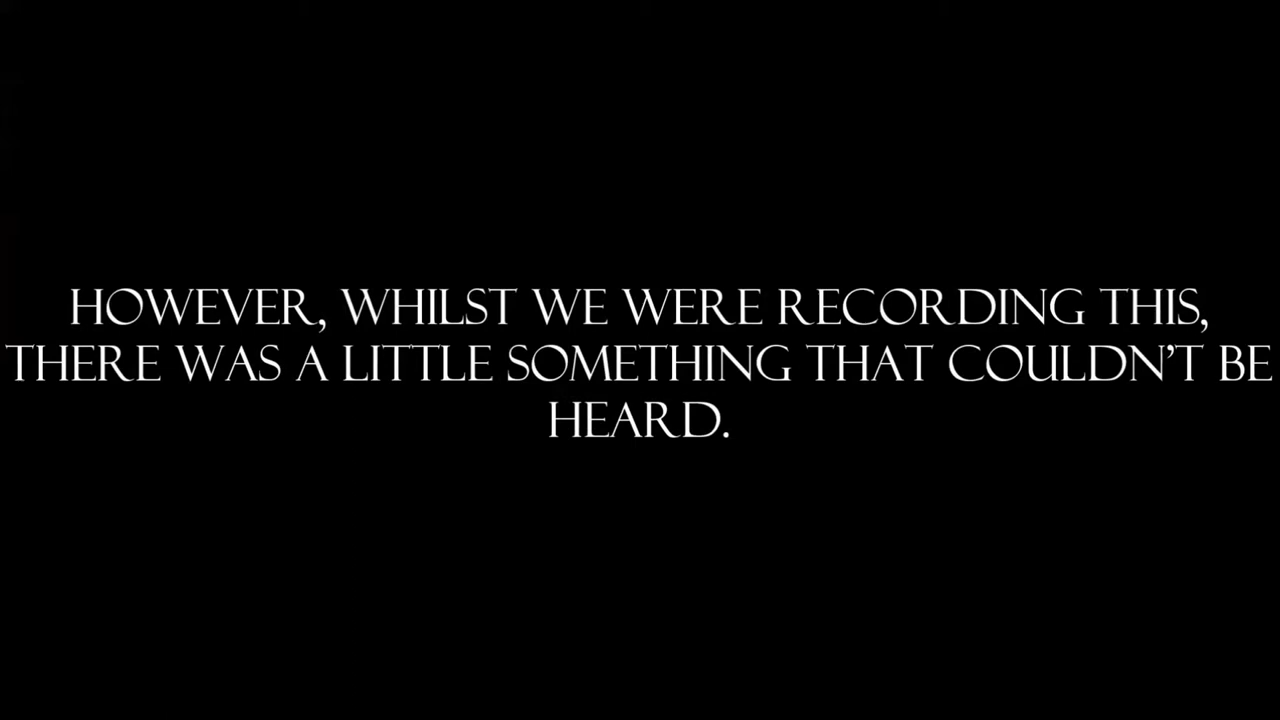 HOWEVER, WHILST WE WERE RECORDING THIS,
THERE WAS A LITTLE SOMETHING THAT COULDN'T BE
HEARD.